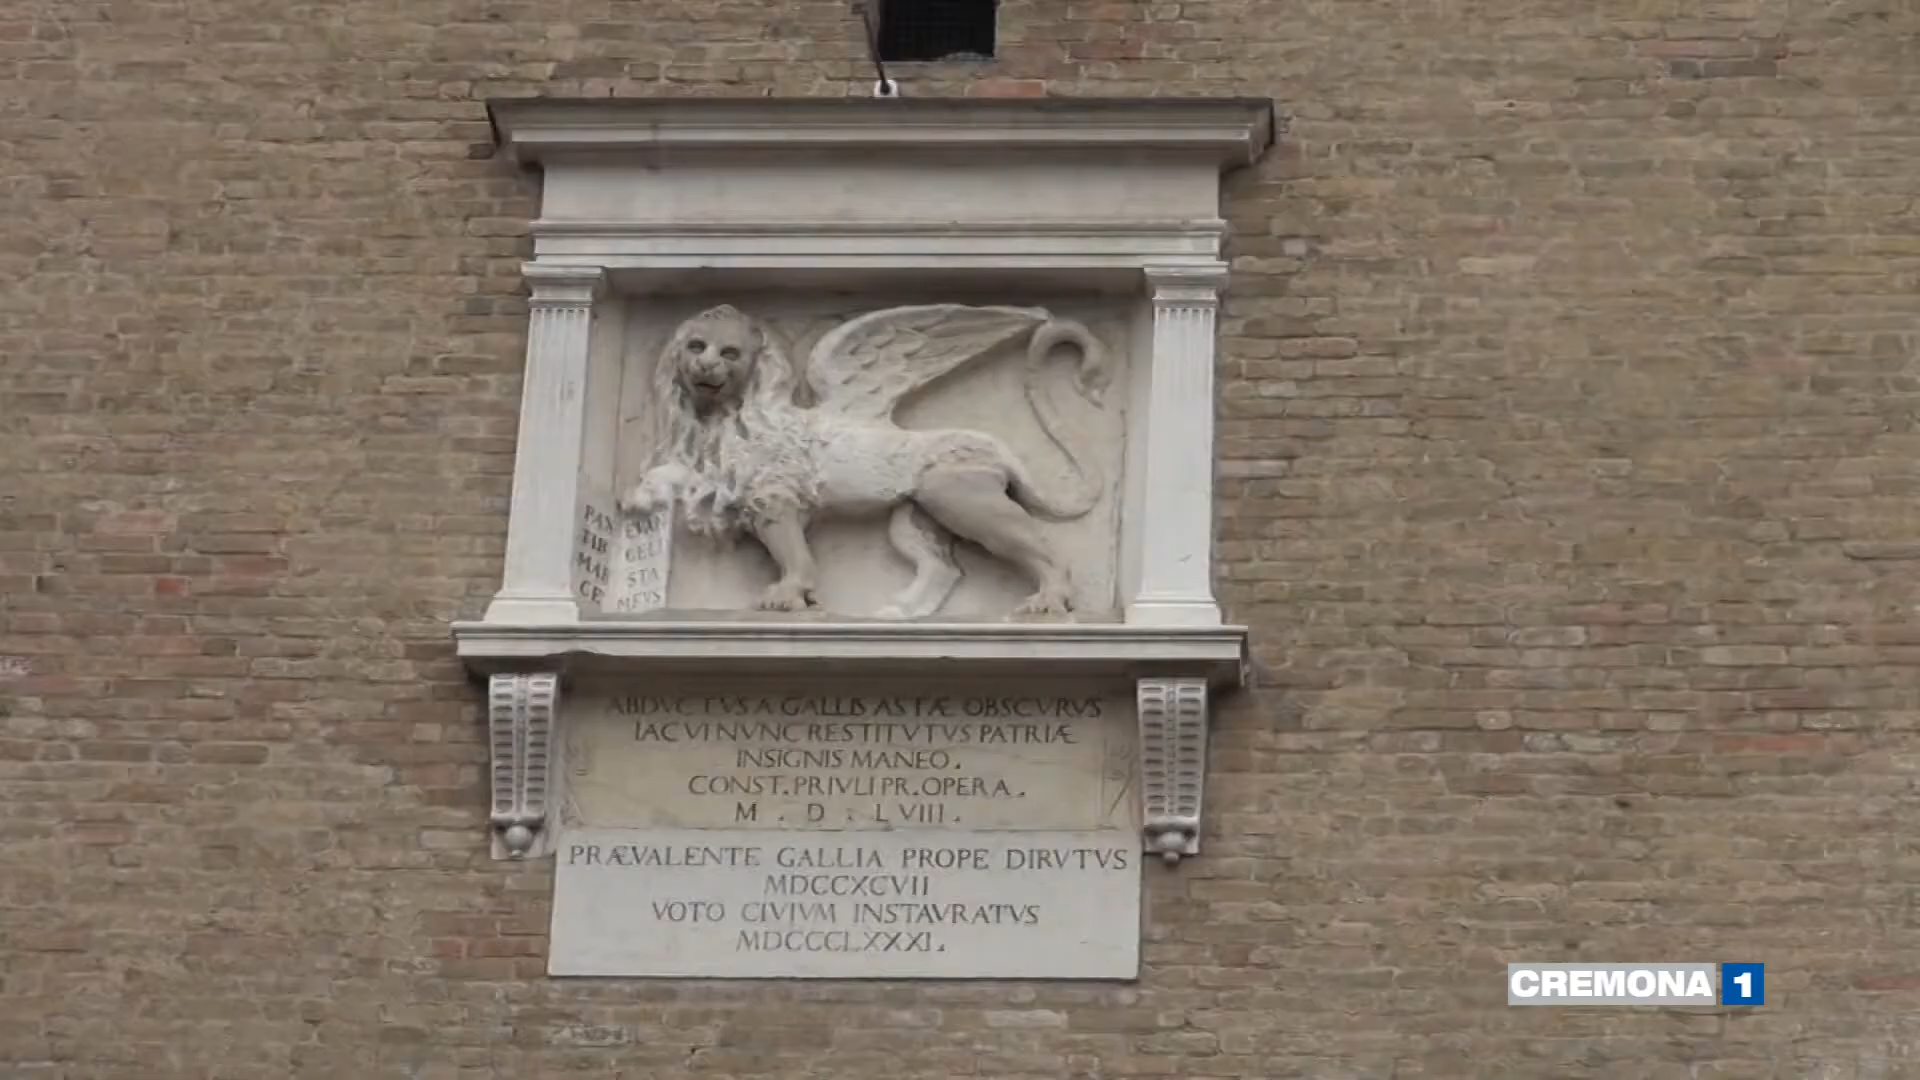 PAX
TIB
MAR
CE
EVAN
GELI
STA
MEVS
ABDVCTVS A GALLIS ASTÆ OBSCVRVS
IACVI NVNC RESTITVTVS PATRIÆ
INSIGNIS MANEO.
CONST. PRIVLI PR. OPERA.
M . D . LVIII.
PRÆVALENTE GALLIA PROPE DIRVTVS
MDCCXCVII
VOTO CIVIVM INSTAVRATVS
MDCCCLXXXI.
CREMONA 1